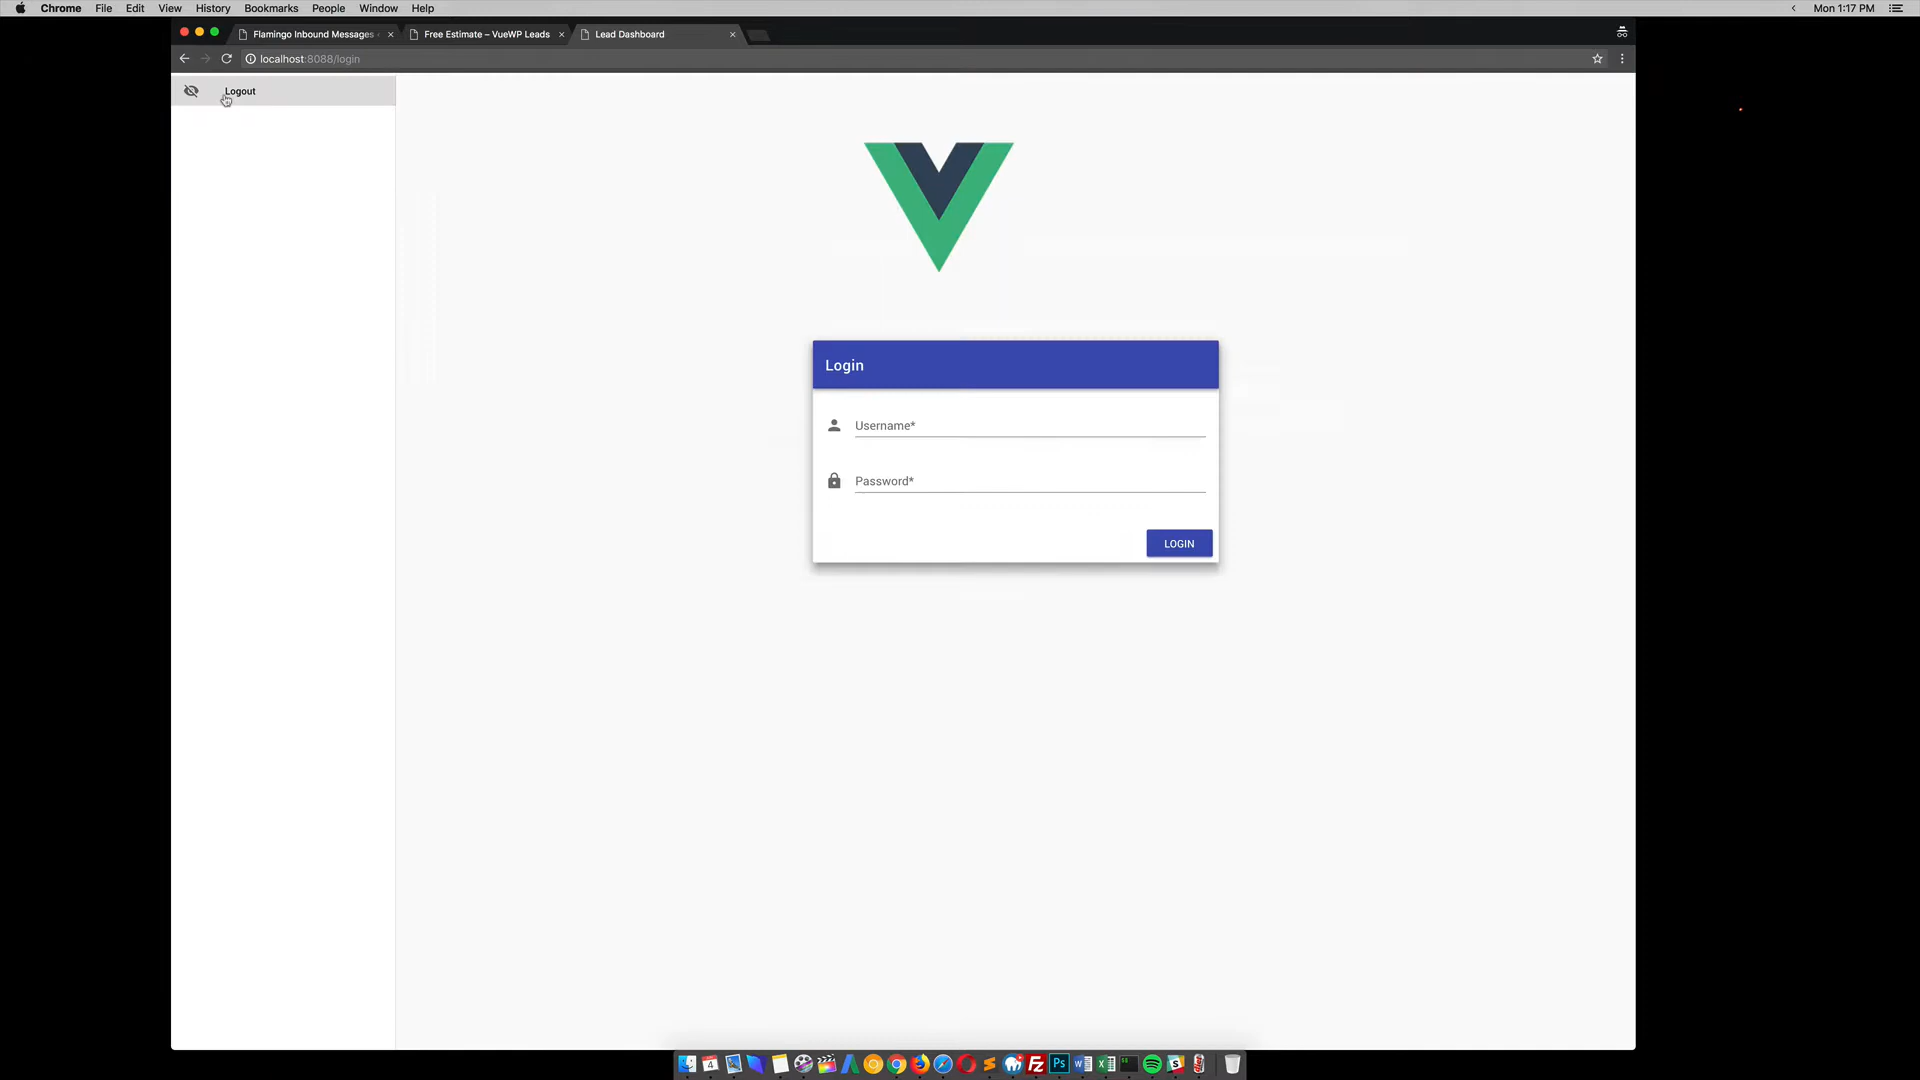 Chrome File Edit View History Bookmarks People Window Help Mon 1:17 PM
Flamingo Inbound Messages Free Estimate – VueWP Leads Lead Dashboard
localhost:8088/login
Logout
Login
Username*
Password*
LOGIN